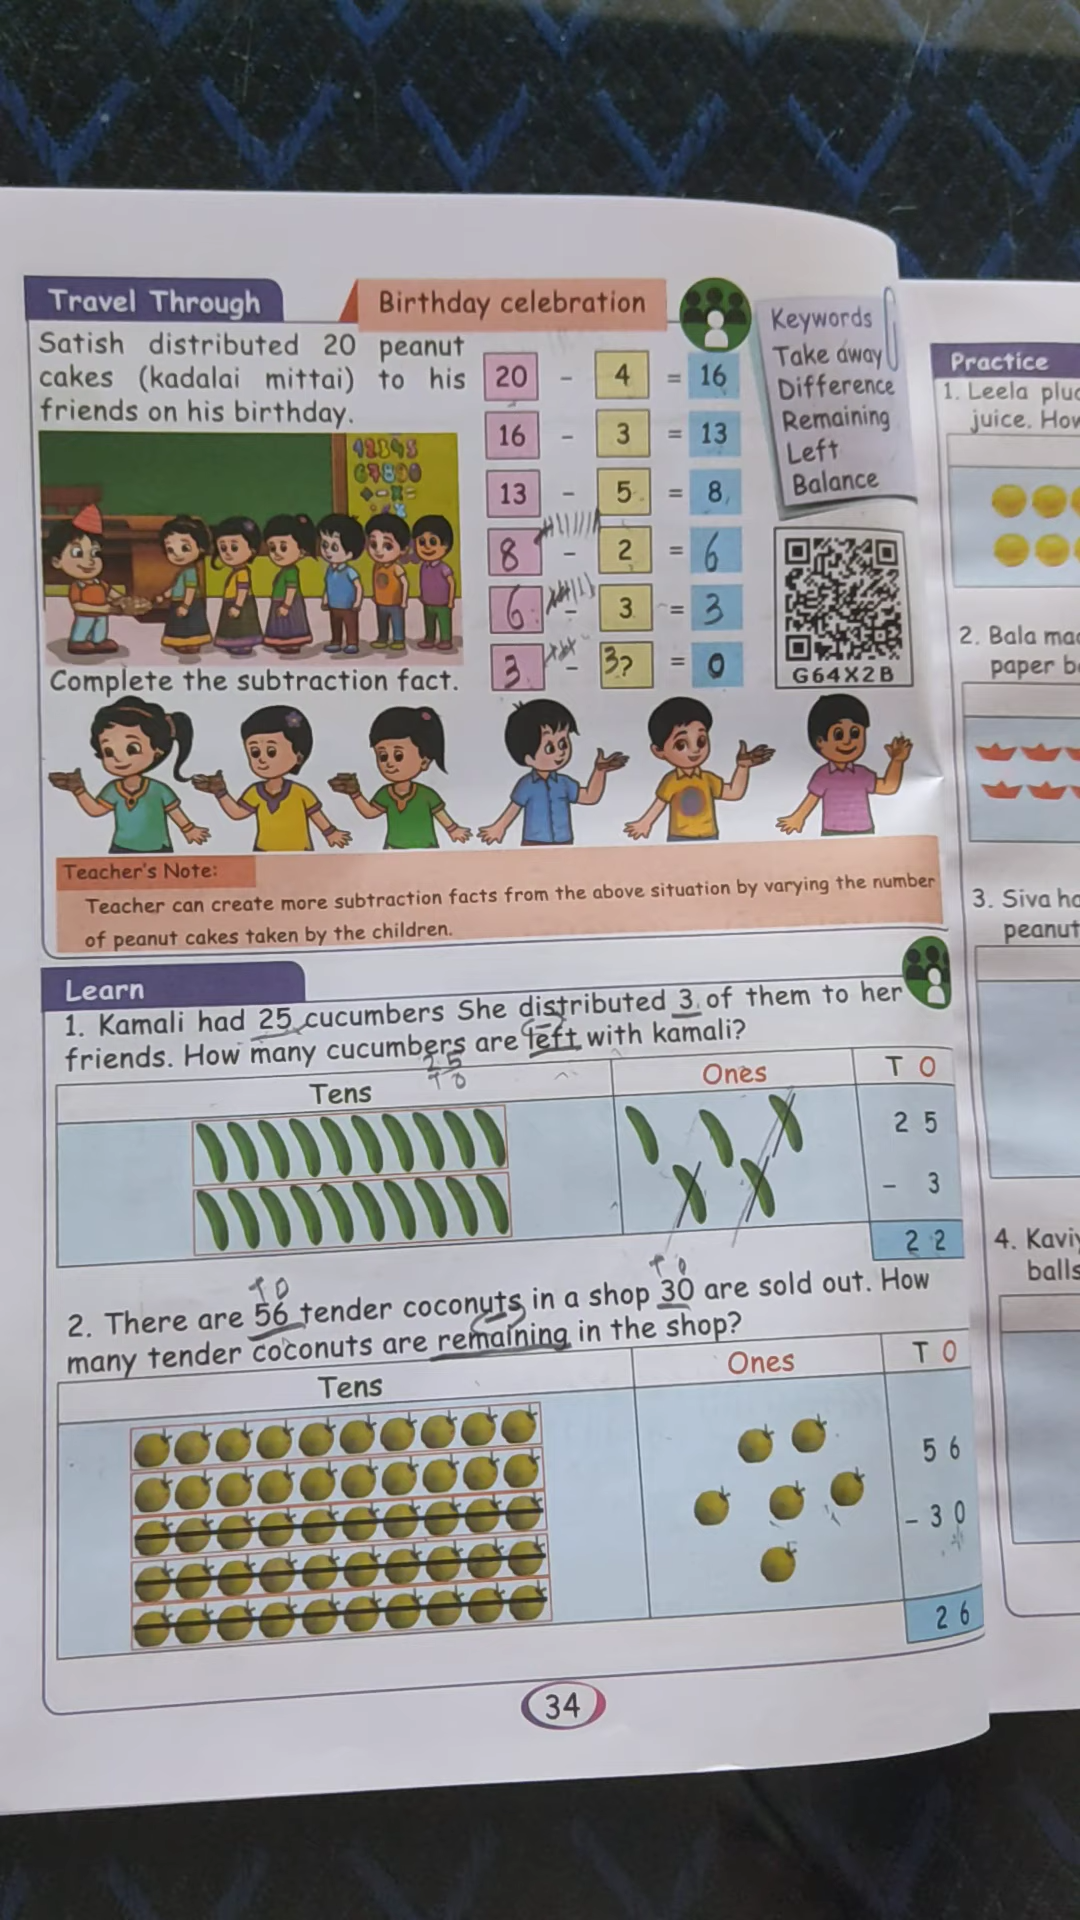 Travel Through
Birthday celebration
Satish distributed 20 peanut
cakes (kadalai mittai) to his
friends on his birthday.
20 - 4 = 16
16 - 3 = 13
13 - 5 = 8
8 - 2 = 6
6 - 3 = 3
3 - 3? = 0
Keywords
Take away
Difference
Remaining
Left
Balance
G64X2B
Complete the subtraction fact.
Teacher's Note:
Teacher can create more subtraction facts from the above situation by varying the number
of peanut cakes taken by the children.
Learn
1. Kamali had 25 cucumbers She distributed 3 of them to her
friends. How many cucumbers are left with kamali?
25
T O
Tens
Ones
T O
2 5
- 3
2 2
T O
T O
2. There are 56 tender coconuts in a shop 30 are sold out. How
many tender coconuts are remaining in the shop?
Tens
Ones
T O
5 6
- 3 0
2 6
34
Practice
1. Leela
juice. How
2. Bala
paper
3. Siva
peanut
4.
balls